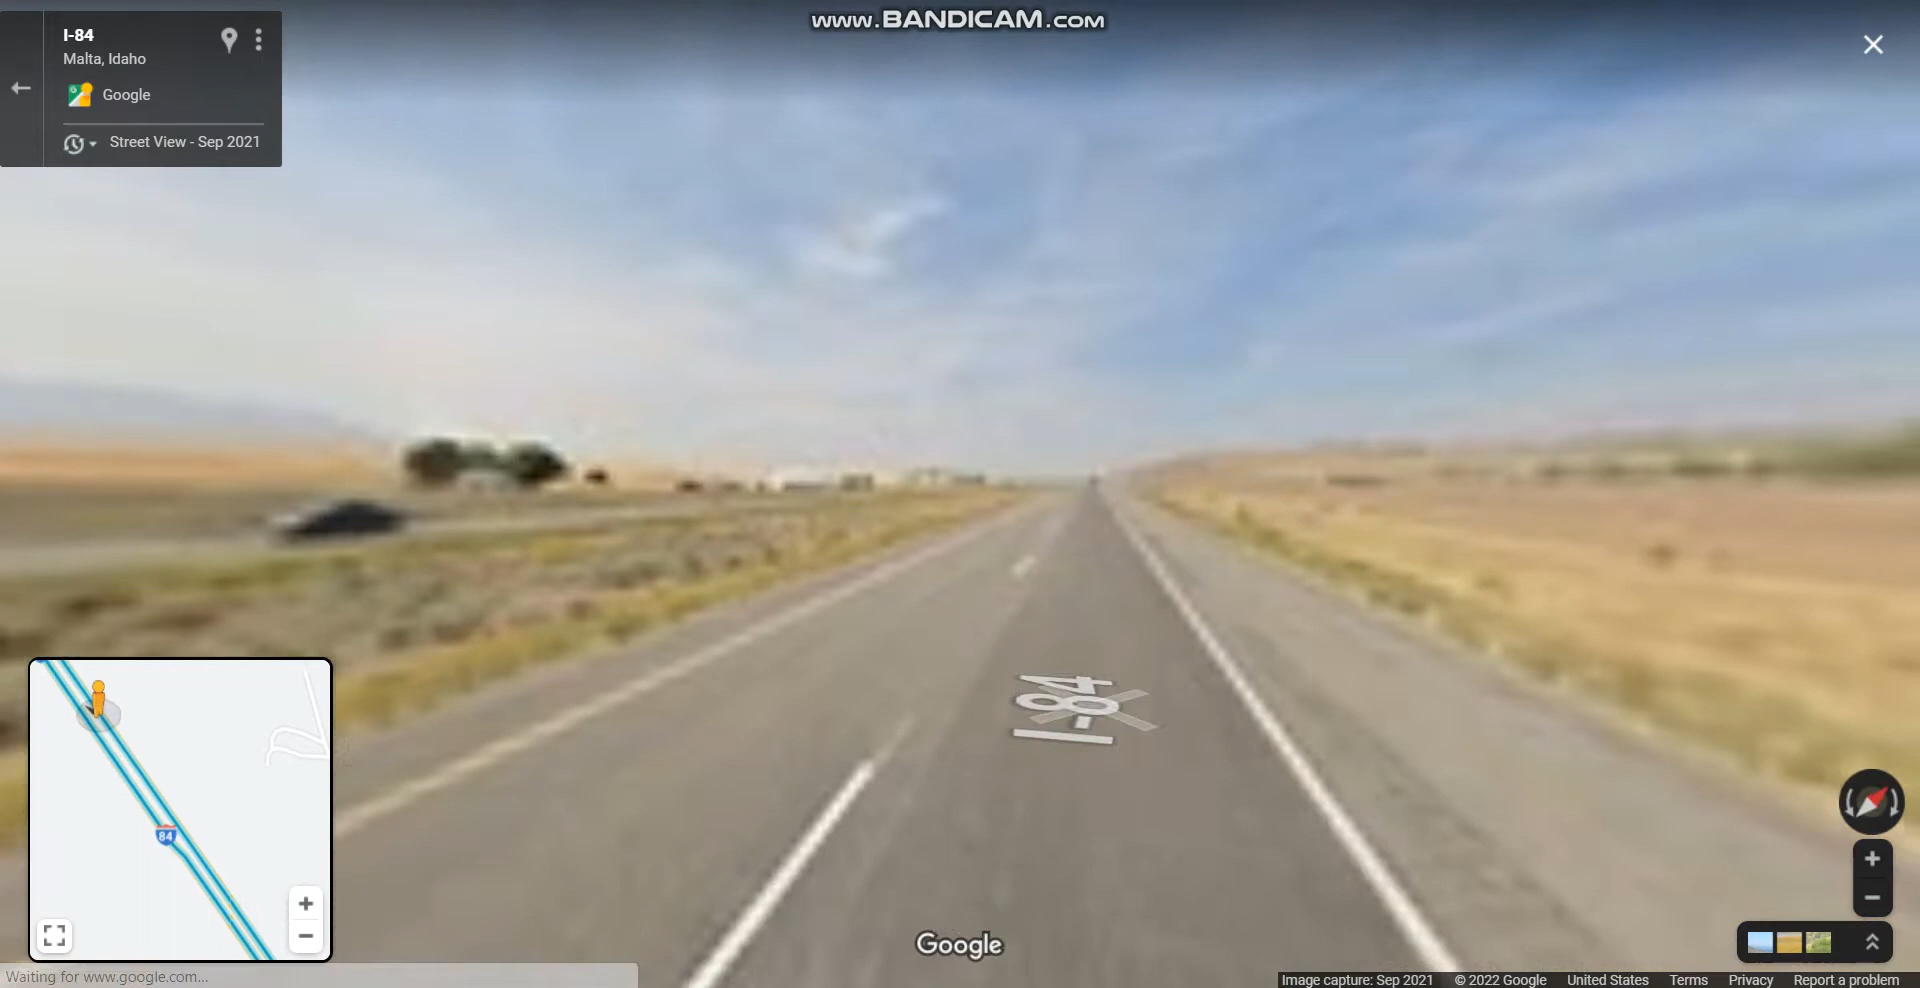 www.BANDICAM.com
I-84
Malta, Idaho
Google
Street View - Sep 2021
I-84
84
Google
Waiting for www.google.com...
Image capture: Sep 2021 © 2022 Google United States Terms Privacy Report a problem